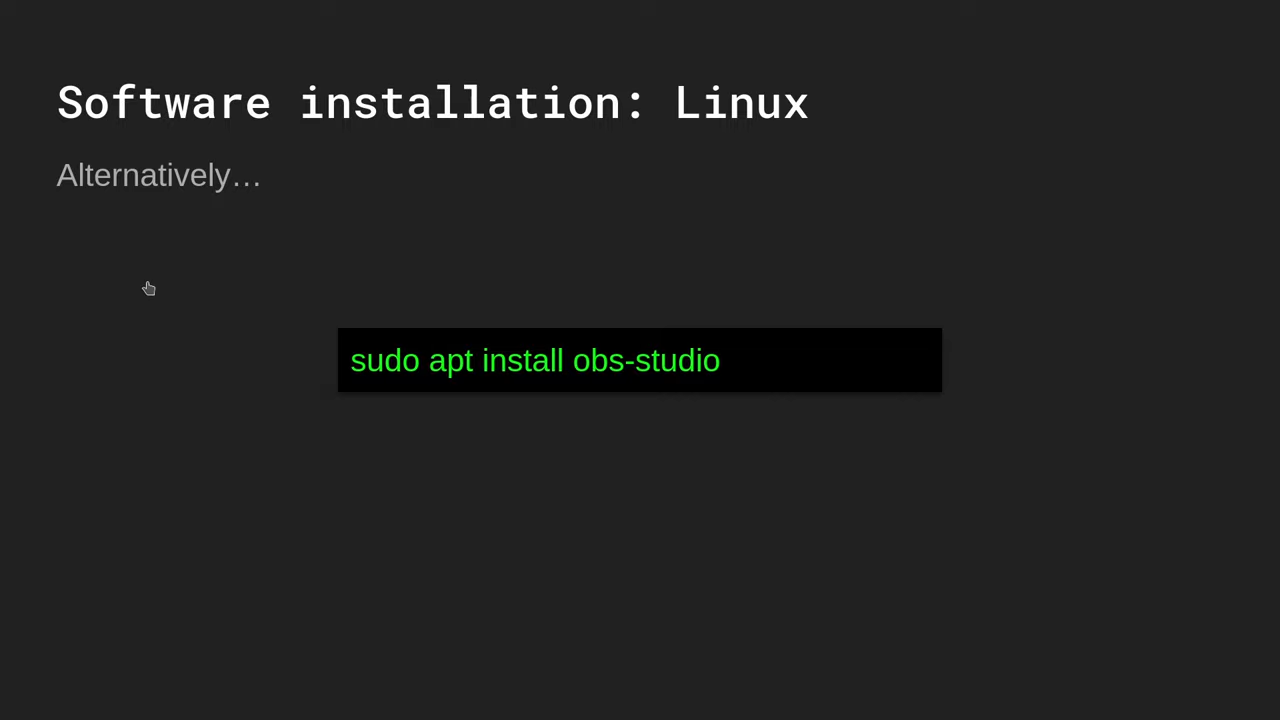 Software installation: Linux
Alternatively…
sudo apt install obs-studio